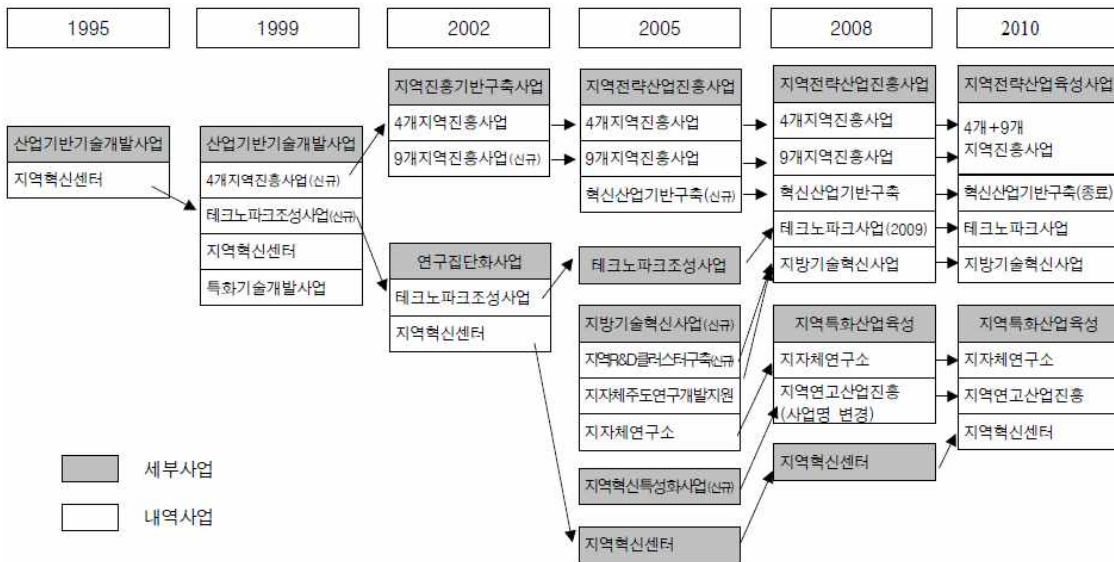 1995
1999
2002
2005
2008
2010
산업기반기술개발사업
지역혁신센터
산업기반기술개발사업
4개지역진흥사업(신규)
테크노파크조성사업(신규)
지역혁신센터
특화기술개발사업
지역진흥기반구축사업
4개지역진흥사업
9개지역진흥사업(신규)
연구집단화사업
테크노파크조성사업
지역혁신센터
지역전략산업진흥사업
4개지역진흥사업
9개지역진흥사업
혁신산업기반구축(신규)
테크노파크조성사업
지방기술혁신사업(신규)
지역R&D클러스터구축(신규)
지자체주도연구개발지원
지자체연구소
지역혁신특성화사업(신규)
지역혁신센터
지역전략산업진흥사업
4개지역진흥사업
9개지역진흥사업
혁신산업기반구축
테크노파크사업(2009)
지방기술혁신사업
지역특화산업육성
지자체연구소
지역연고산업진흥
(사업명 변경)
지역혁신센터
지역전략산업육성사업
4개+9개
지역진흥사업
혁신산업기반구축(종료)
테크노파크사업
지방기술혁신사업
지역특화산업육성
지자체연구소
지역연고산업진흥
지역혁신센터
세부사업
내역사업